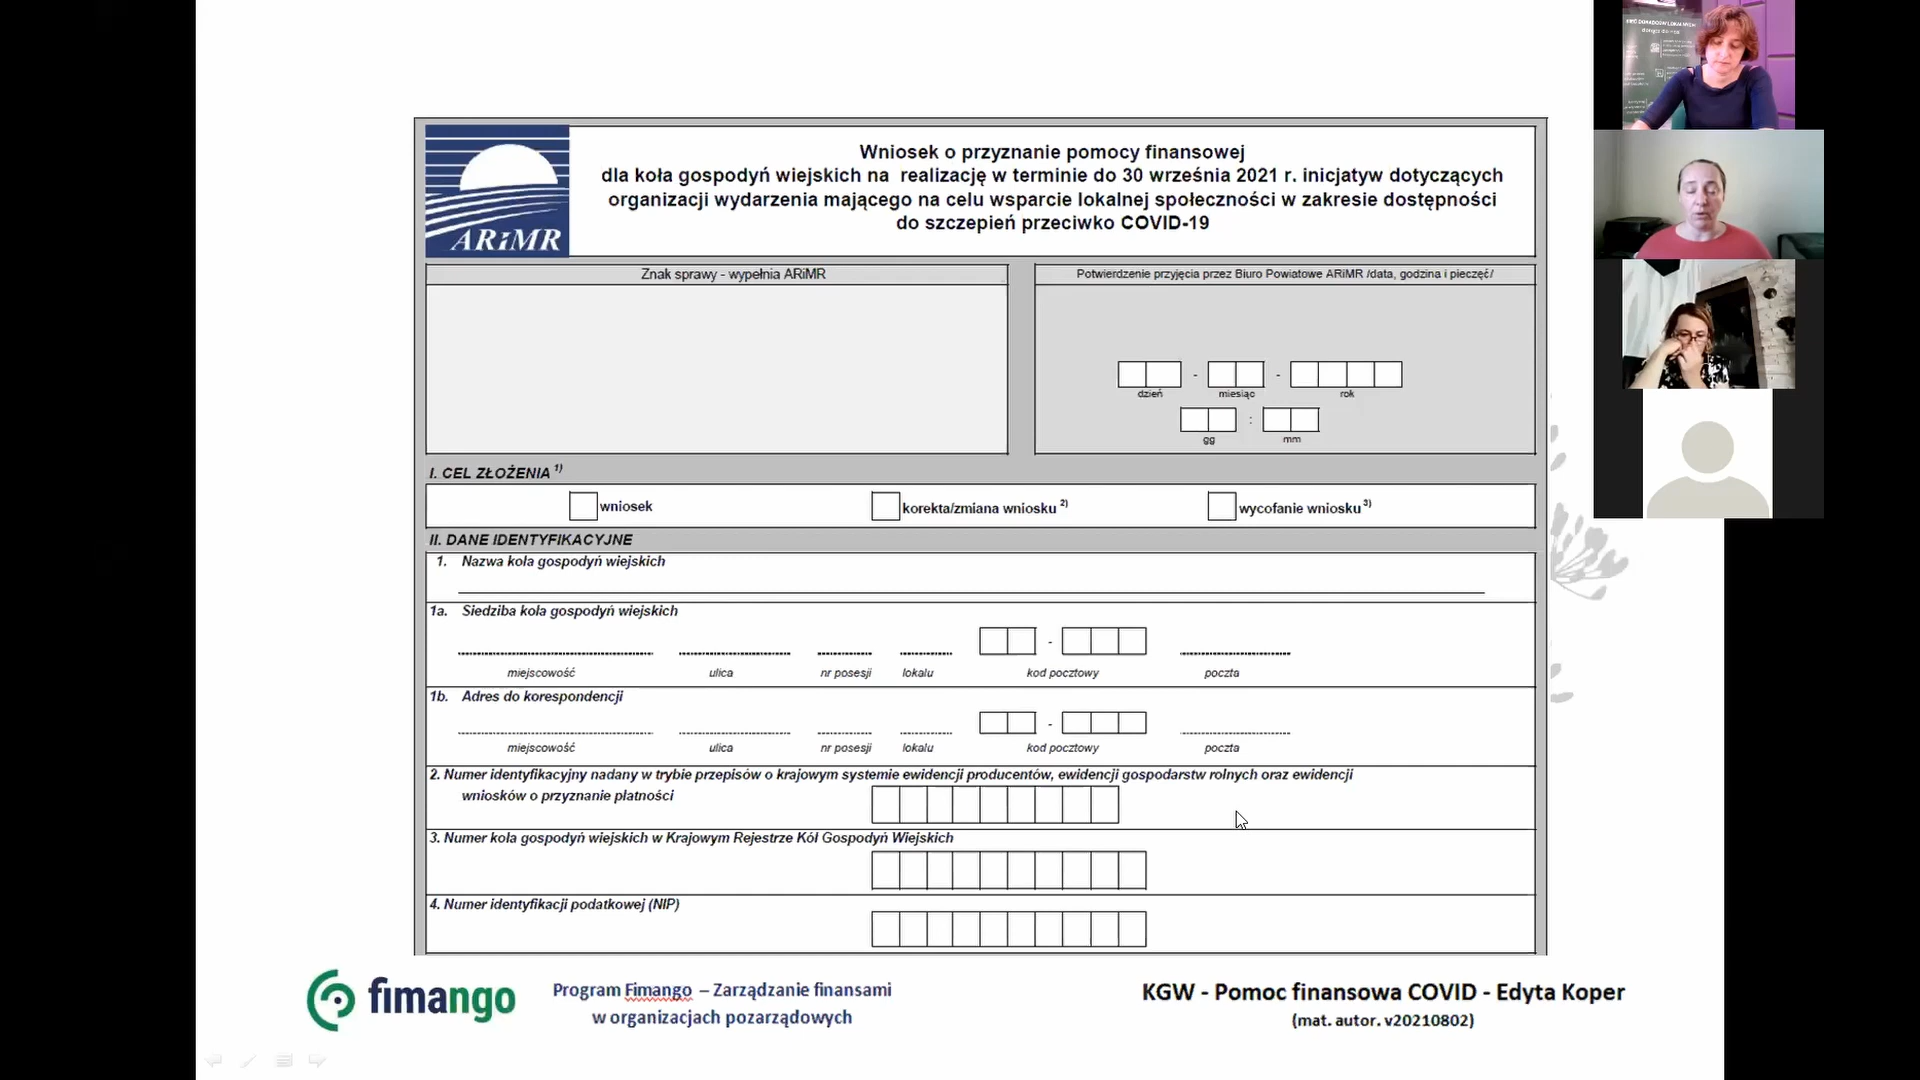 Wniosek o przyznanie pomocy finansowej
dla koła gospodyń wiejskich na realizację w terminie do 30 września 2021 r. inicjatyw dotyczących
organizacji wydarzenia mającego na celu wsparcie lokalnej społeczności w zakresie dostępności
do szczepień przeciwko COVID-19
ARiMR
Znak sprawy - wypełnia ARiMR
Potwierdzenie przyjęcia przez Biuro Powiatowe ARiMR /data, godzina i pieczęć/
- -
dzień miesiąc rok
:
gg mm
I. CEL ZŁOŻENIA 1)
wniosek korekta/zmiana wniosku 2) wycofanie wniosku 3)
II. DANE IDENTYFIKACYJNE
1. Nazwa koła gospodyń wiejskich
1a. Siedziba koła gospodyń wiejskich
-
miejscowość ulica nr posesji lokalu kod pocztowy poczta
1b. Adres do korespondencji
-
miejscowość ulica nr posesji lokalu kod pocztowy poczta
2. Numer identyfikacyjny nadany w trybie przepisów o krajowym systemie ewidencji producentów, ewidencji gospodarstw rolnych oraz ewidencji
wniosków o przyznanie płatności
3. Numer koła gospodyń wiejskich w Krajowym Rejestrze Kół Gospodyń Wiejskich
4. Numer identyfikacji podatkowej (NIP)
fimango
Program Fimango – Zarządzanie finansami
w organizacjach pozarządowych
KGW - Pomoc finansowa COVID - Edyta Koper
(mat. autor. v20210802)